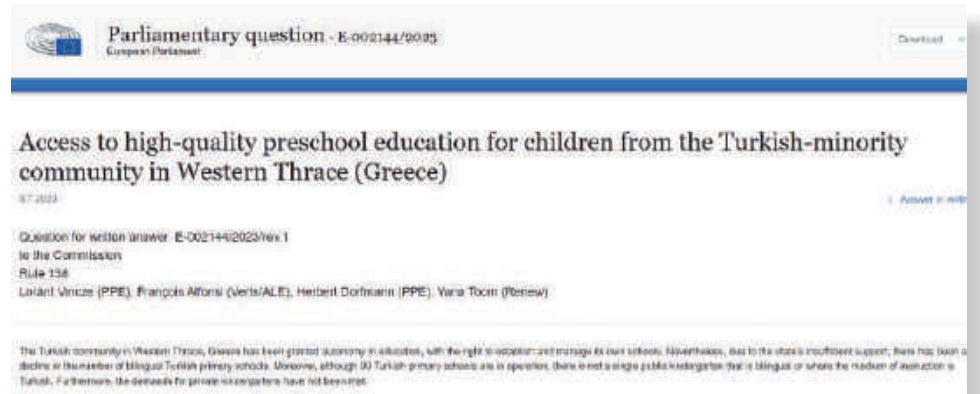 Parliamentary question - E-002144/2023
European Parliament
Download
Access to high-quality preschool education for children from the Turkish-minority
community in Western Thrace (Greece)
Answer in
Question for written answer E-002144/2023/rev.1
to the Commission
Rule 138
Loránt Vincze (PPE), François Alfonsi (Verts/ALE), Herbert Dorfmann (PPE), Yana Toom (Renew)
The Turkish community in Western Thrace, Greece has been granted autonomy in education, with the right to establish and manage its own schools. Nevertheless, due to the state's insufficient support, there has been a
decline in the number of bilingual Turkish primary schools. Moreover, although 90 Turkish primary schools are in operation, there is not a single public kindergarten that is bilingual or where the medium of instruction is
Turkish. Furthermore, the demands for private kindergartens have not been met.